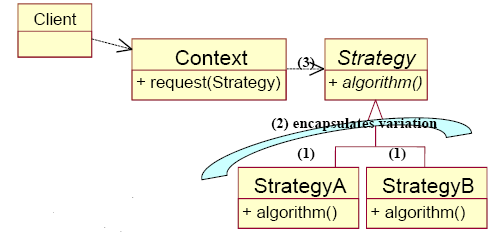 Client
Context
+ request(Strategy)
(3)
Strategy
+ algorithm()
(2) encapsulates variation
(1)
(1)
StrategyA
+ algorithm()
StrategyB
+ algorithm()